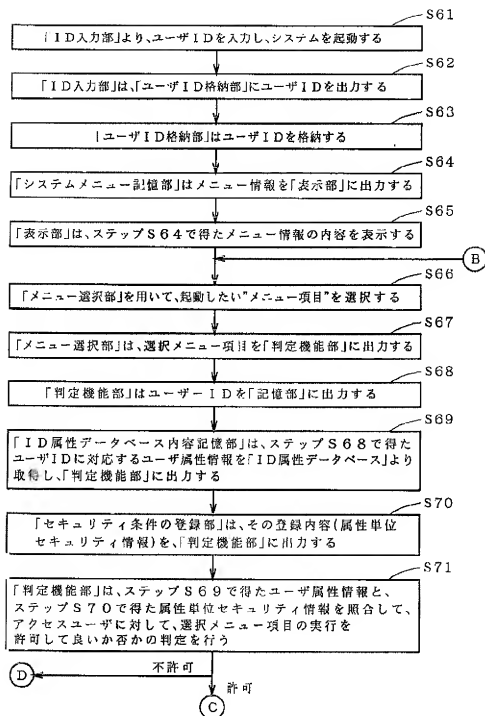 S61
「ID入力部」より、ユーザIDを入力し、システムを起動する
S62
「ID入力部」は、「ユーザID格納部」にユーザIDを出力する
S63
「ユーザID格納部」はユーザIDを格納する
S64
「システムメニュー記憶部」はメニュー情報を「表示部」に出力する
S65
「表示部」は、ステップS64で得たメニュー情報の内容を表示する
B
S66
「メニュー選択部」を用いて、起動したい"メニュー項目"を選択する
S67
「メニュー選択部」は、選択メニュー項目を「判定機能部」に出力する
S68
「判定機能部」はユーザーIDを「記憶部」に出力する
S69
「ID属性データベース内容記憶部」は、ステップS68で得た
ユーザIDに対応するユーザ属性情報を「ID属性データベース」より
取得し、「判定機能部」に出力する
S70
「セキュリティ条件の登録部」は、その登録内容(属性単位
セキュリティ情報)を、「判定機能部」に出力する
S71
「判定機能部」は、ステップS69で得たユーザ属性情報と、
ステップS70で得た属性単位セキュリティ情報を照合して、
アクセスユーザに対して、選択メニュー項目の実行を
許可して良いか否かの判定を行う
D
不許可
許可
C